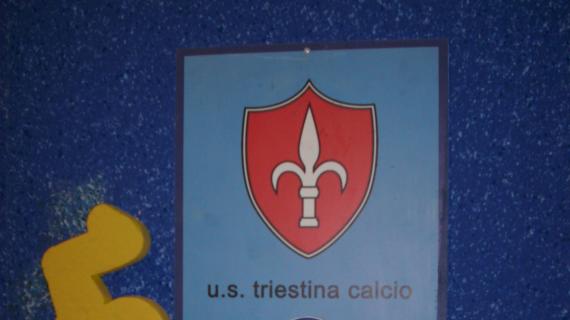 u.s. triestina calcio